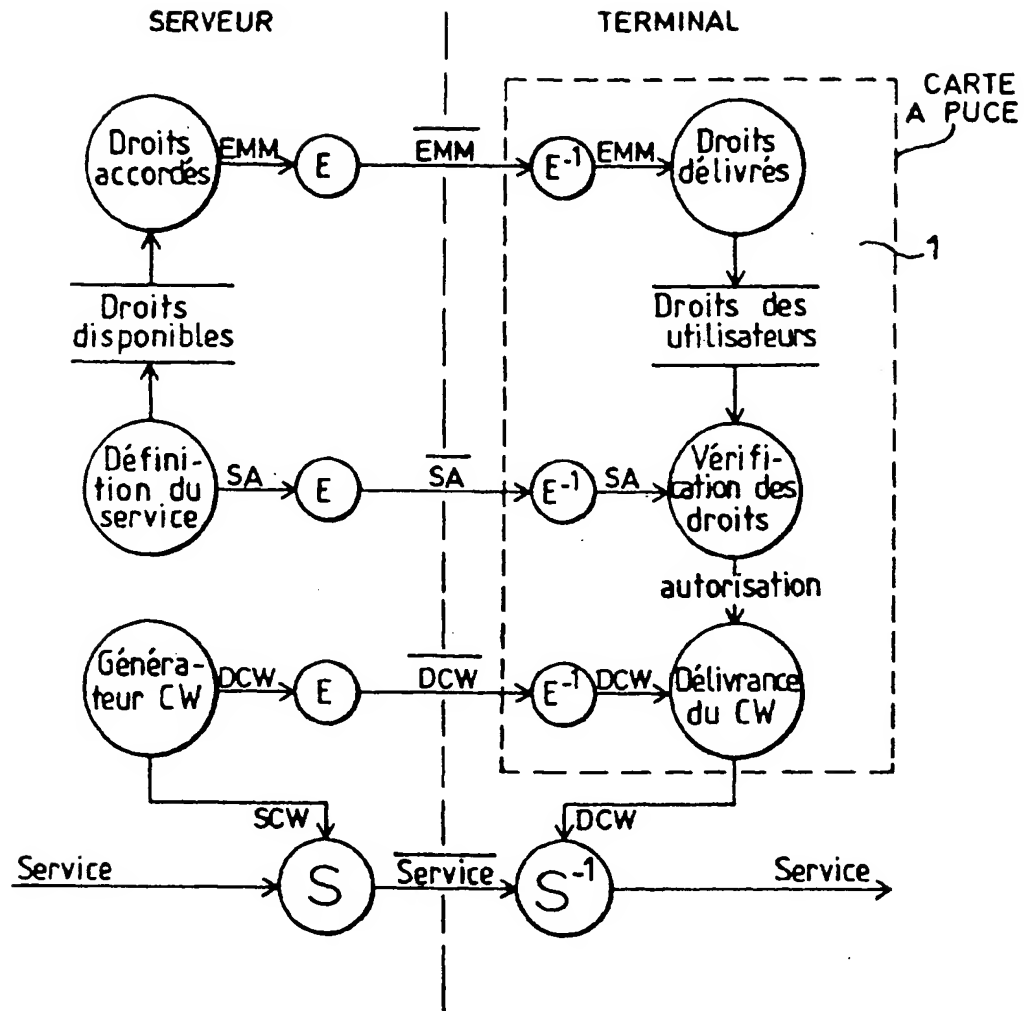 SERVEUR
TERMINAL
CARTE
A PUCE
Droits
accordés
EMM
E
EMM
E-1
EMM
Droits
délivrés
1
Droits
disponibles
Droits des
utilisateurs
Défini-
tion du
service
SA
E
SA
E-1
SA
Vérifi-
cation des
droits
autorisation
Généra-
teur CW
DCW
E
DCW
E-1
DCW
Délivrance
du CW
SCW
DCW
Service
S
Service
S-1
Service